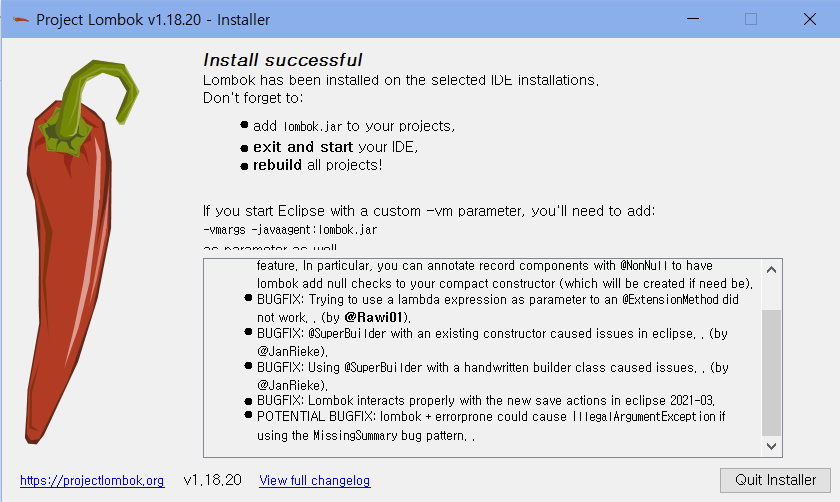 Project Lombok v1.18.20 - Installer
Install successful
Lombok has been installed on the selected IDE installations.
Don't forget to:
● add lombok.jar to your projects,
● exit and start your IDE,
● rebuild all projects!
If you start Eclipse with a custom -vm parameter, you'll need to add:
-vmargs -javaagent:lombok.jar
as parameter as well
feature. In particular, you can annotate record components with @NonNull to have
lombok add null checks to your compact constructor (which will be created if need be).
● BUGFIX: Trying to use a lambda expression as parameter to an @ExtensionMethod did
not work. . (by @Rawi01).
● BUGFIX: @SuperBuilder with an existing constructor caused issues in eclipse. . (by
@JanRieke).
● BUGFIX: Using @SuperBuilder with a handwritten builder class caused issues. . (by
@JanRieke).
● BUGFIX: Lombok interacts properly with the new save actions in eclipse 2021-03.
● POTENTIAL BUGFIX: lombok + errorprone could cause IllegalArgumentException if
using the MissingSummary bug pattern. .
https://projectlombok.org v1.18.20 View full changelog Quit Installer